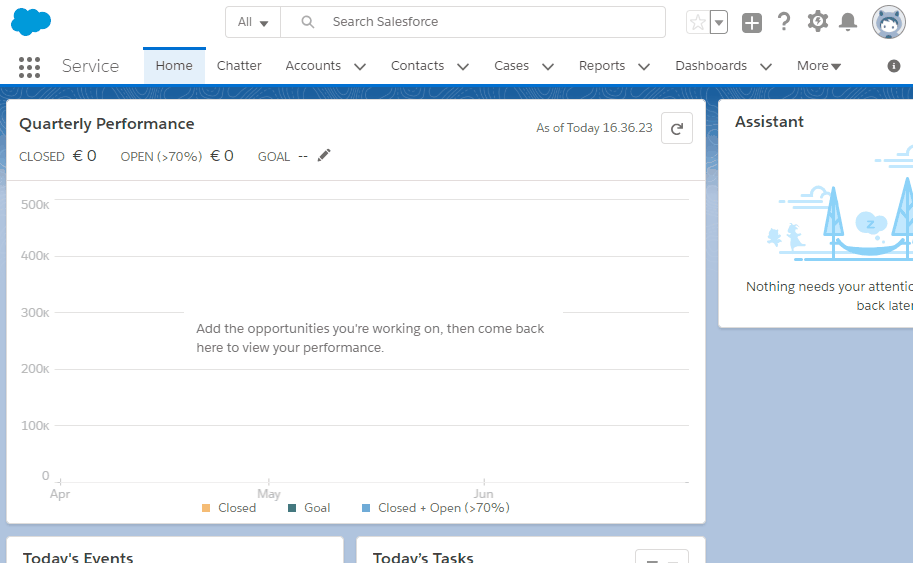 All
Search Salesforce
Service
Home
Chatter
Accounts
Contacts
Cases
Reports
Dashboards
More
Quarterly Performance
As of Today 16.36.23
CLOSED € 0 OPEN (>70%) € 0 GOAL --
500K
400K
300K
Add the opportunities you're working on, then come back
here to view your performance.
200K
100K
0
Apr May Jun
Closed Goal Closed + Open (>70%)
Assistant
z
Nothing needs your attentio
back later
Today's Events
Today's Tasks